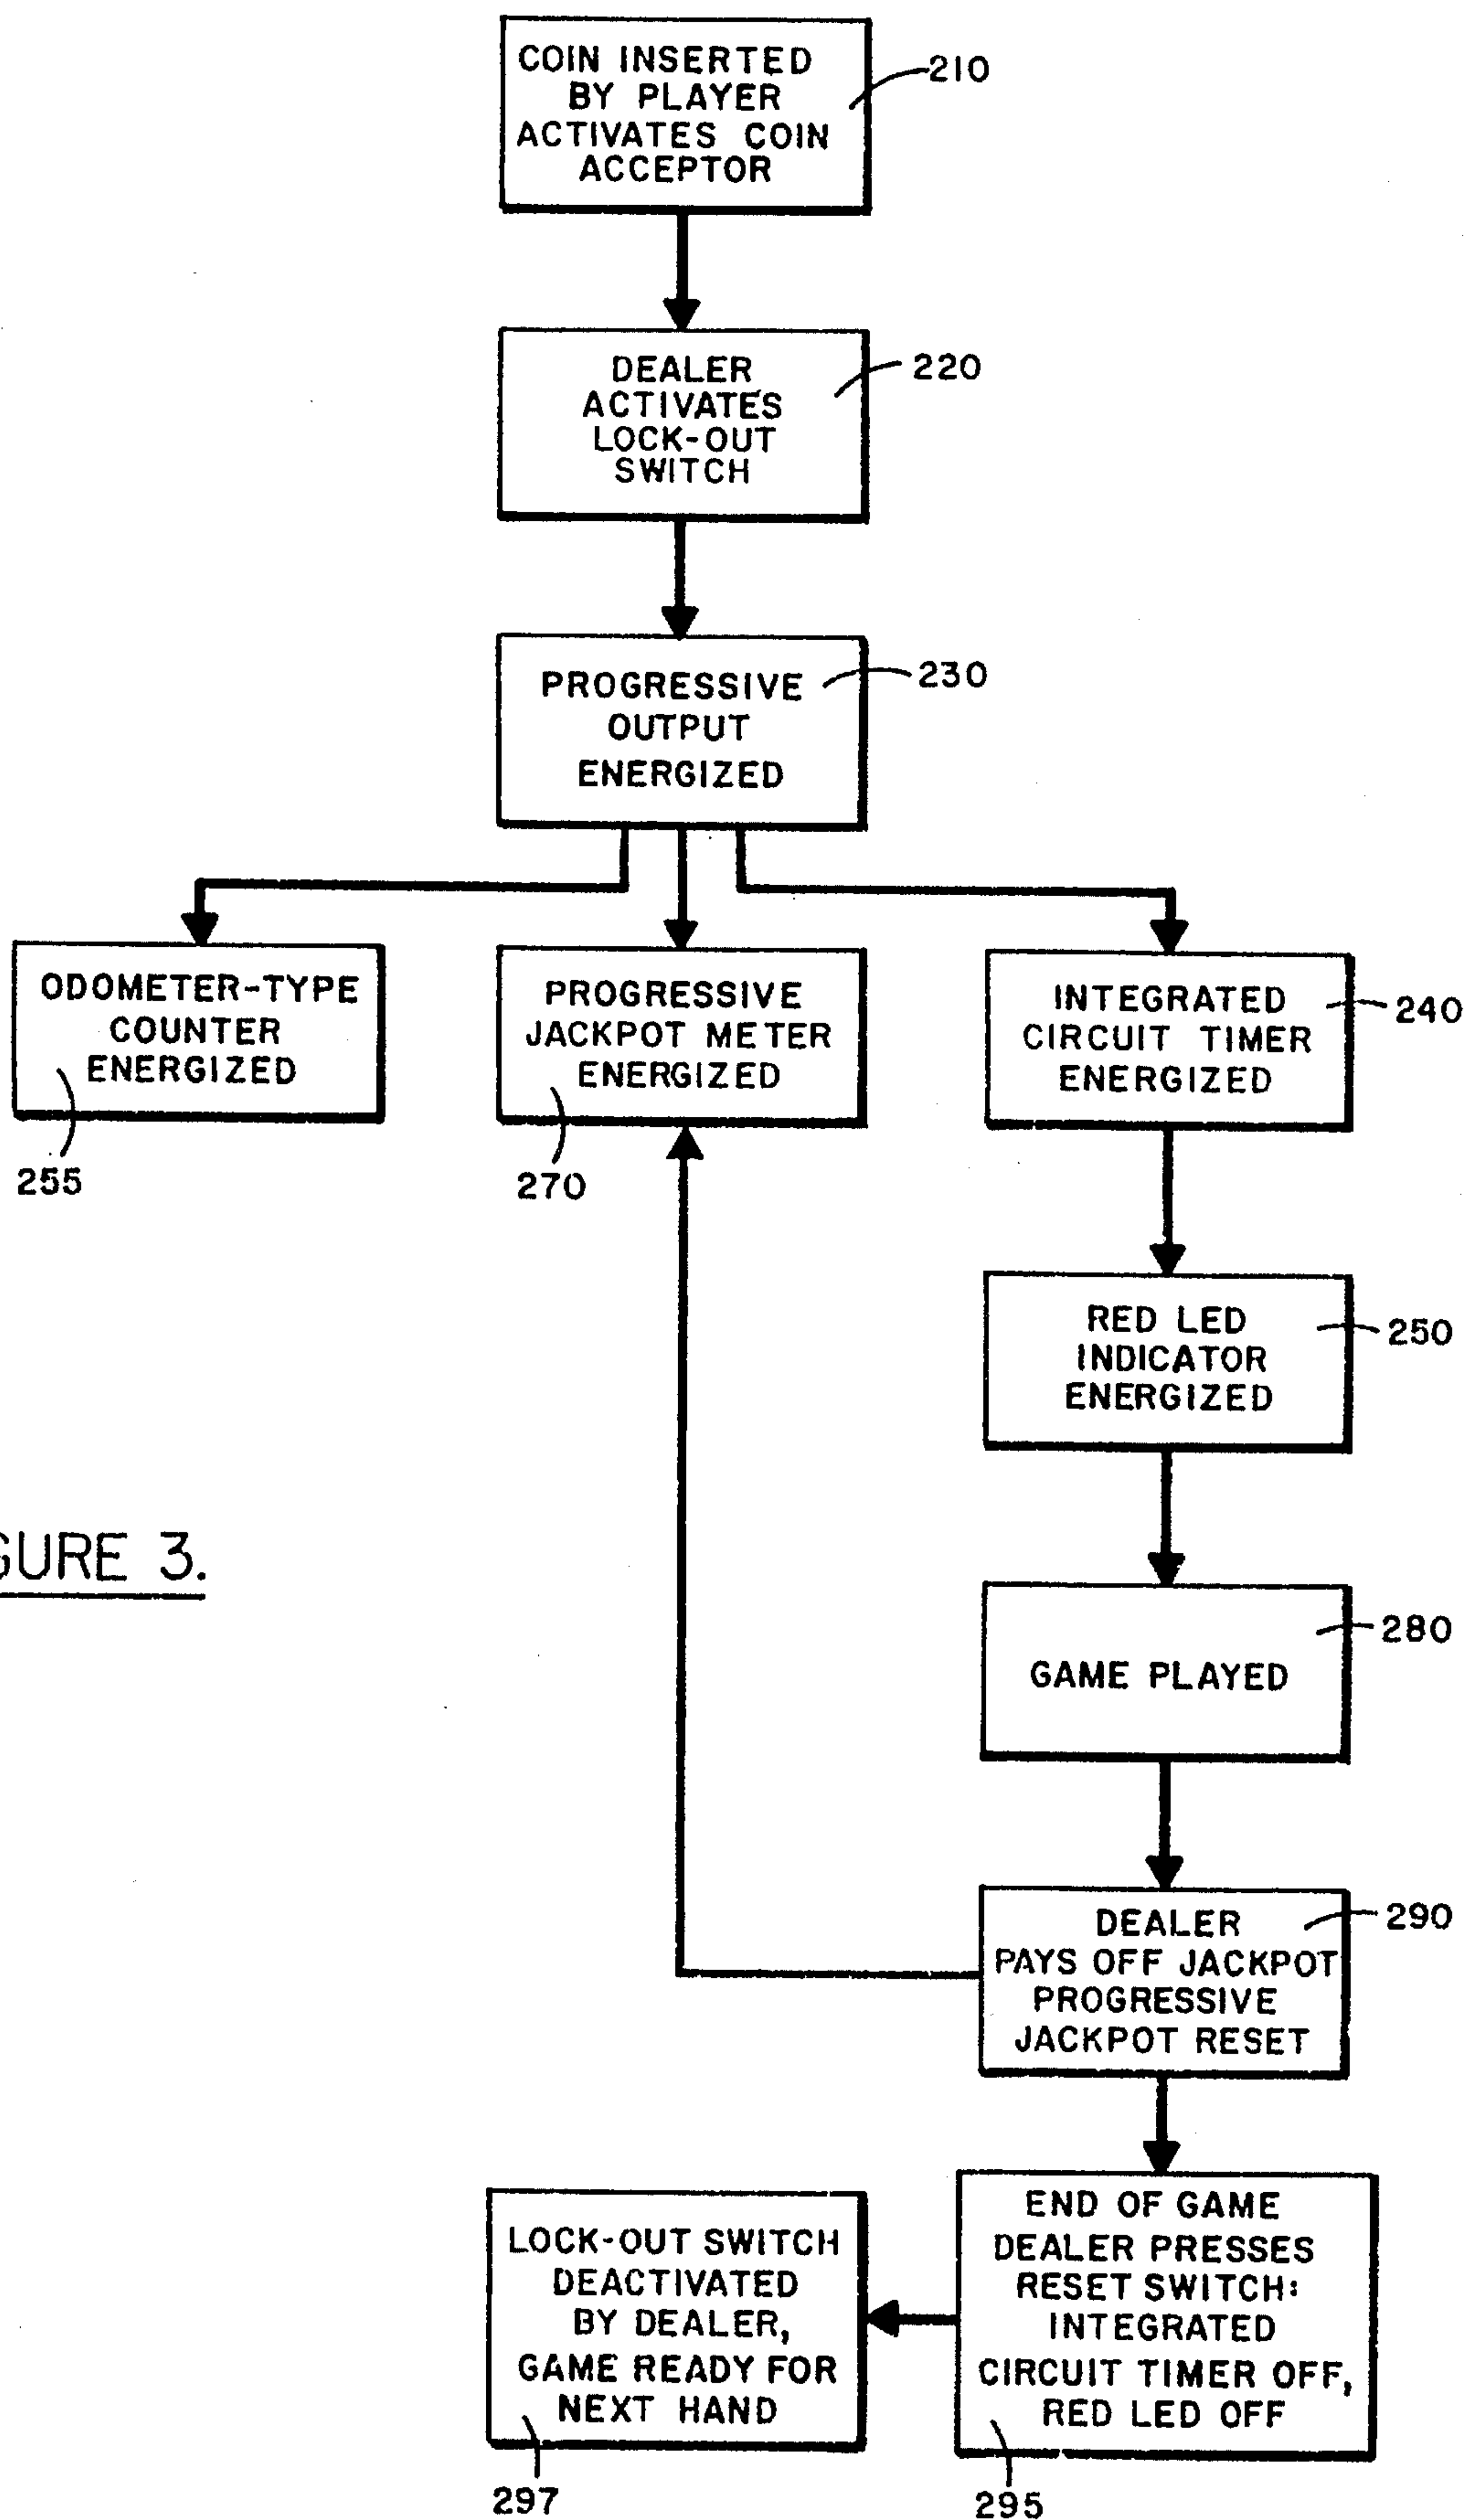 COIN INSERTED
BY PLAYER
ACTIVATES COIN
ACCEPTOR
210
DEALER
ACTIVATES
LOCK-OUT
SWITCH
220
PROGRESSIVE
OUTPUT
ENERGIZED
230
ODOMETER-TYPE
COUNTER
ENERGIZED
255
PROGRESSIVE
JACKPOT METER
ENERGIZED
270
INTEGRATED
CIRCUIT TIMER
ENERGIZED
240
RED LED
INDICATOR
ENERGIZED
250
GURE 3.
GAME PLAYED
280
DEALER
PAYS OFF JACKPOT
PROGRESSIVE
JACKPOT RESET
290
END OF GAME
DEALER PRESSES
RESET SWITCH:
INTEGRATED
CIRCUIT TIMER OFF,
RED LED OFF
295
LOCK-OUT SWITCH
DEACTIVATED
BY DEALER,
GAME READY FOR
NEXT HAND
297